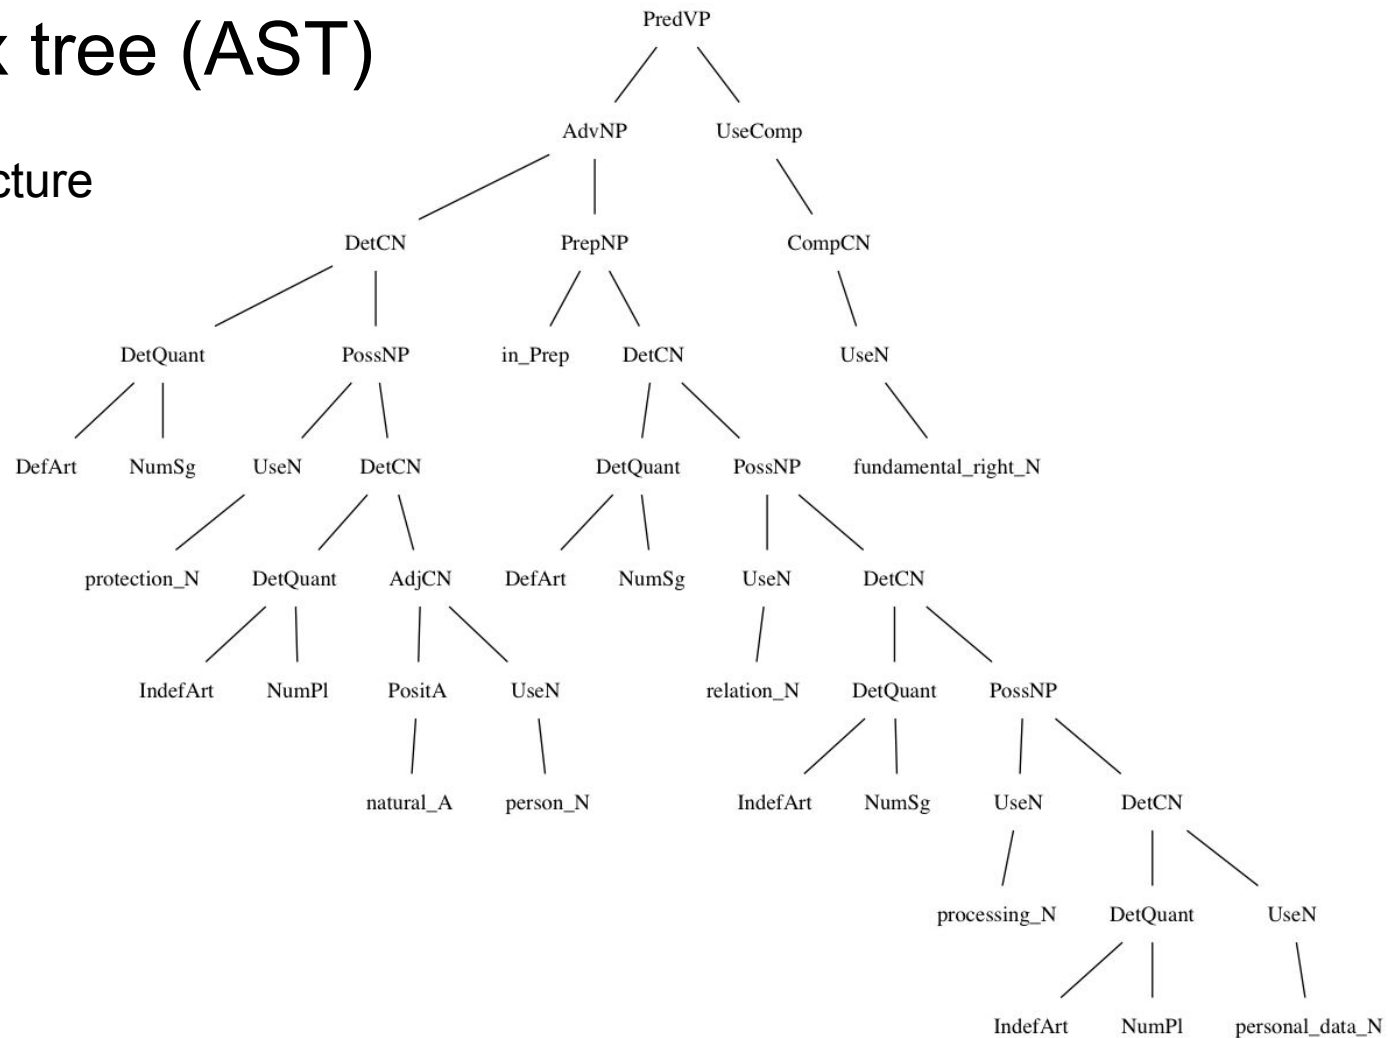 x tree (AST)
cture
PredVP
AdvNP UseComp
DetCN PrepNP CompCN
DetQuant PossNP in_Prep DetCN UseN
DefArt NumSg UseN DetCN DetQuant PossNP fundamental_right_N
protection_N DetQuant AdjCN DefArt NumSg UseN DetCN
IndefArt NumPl PositA UseN relation_N DetQuant PossNP
natural_A person_N IndefArt NumSg UseN DetCN
processing_N DetQuant UseN
IndefArt NumPl personal_data_N